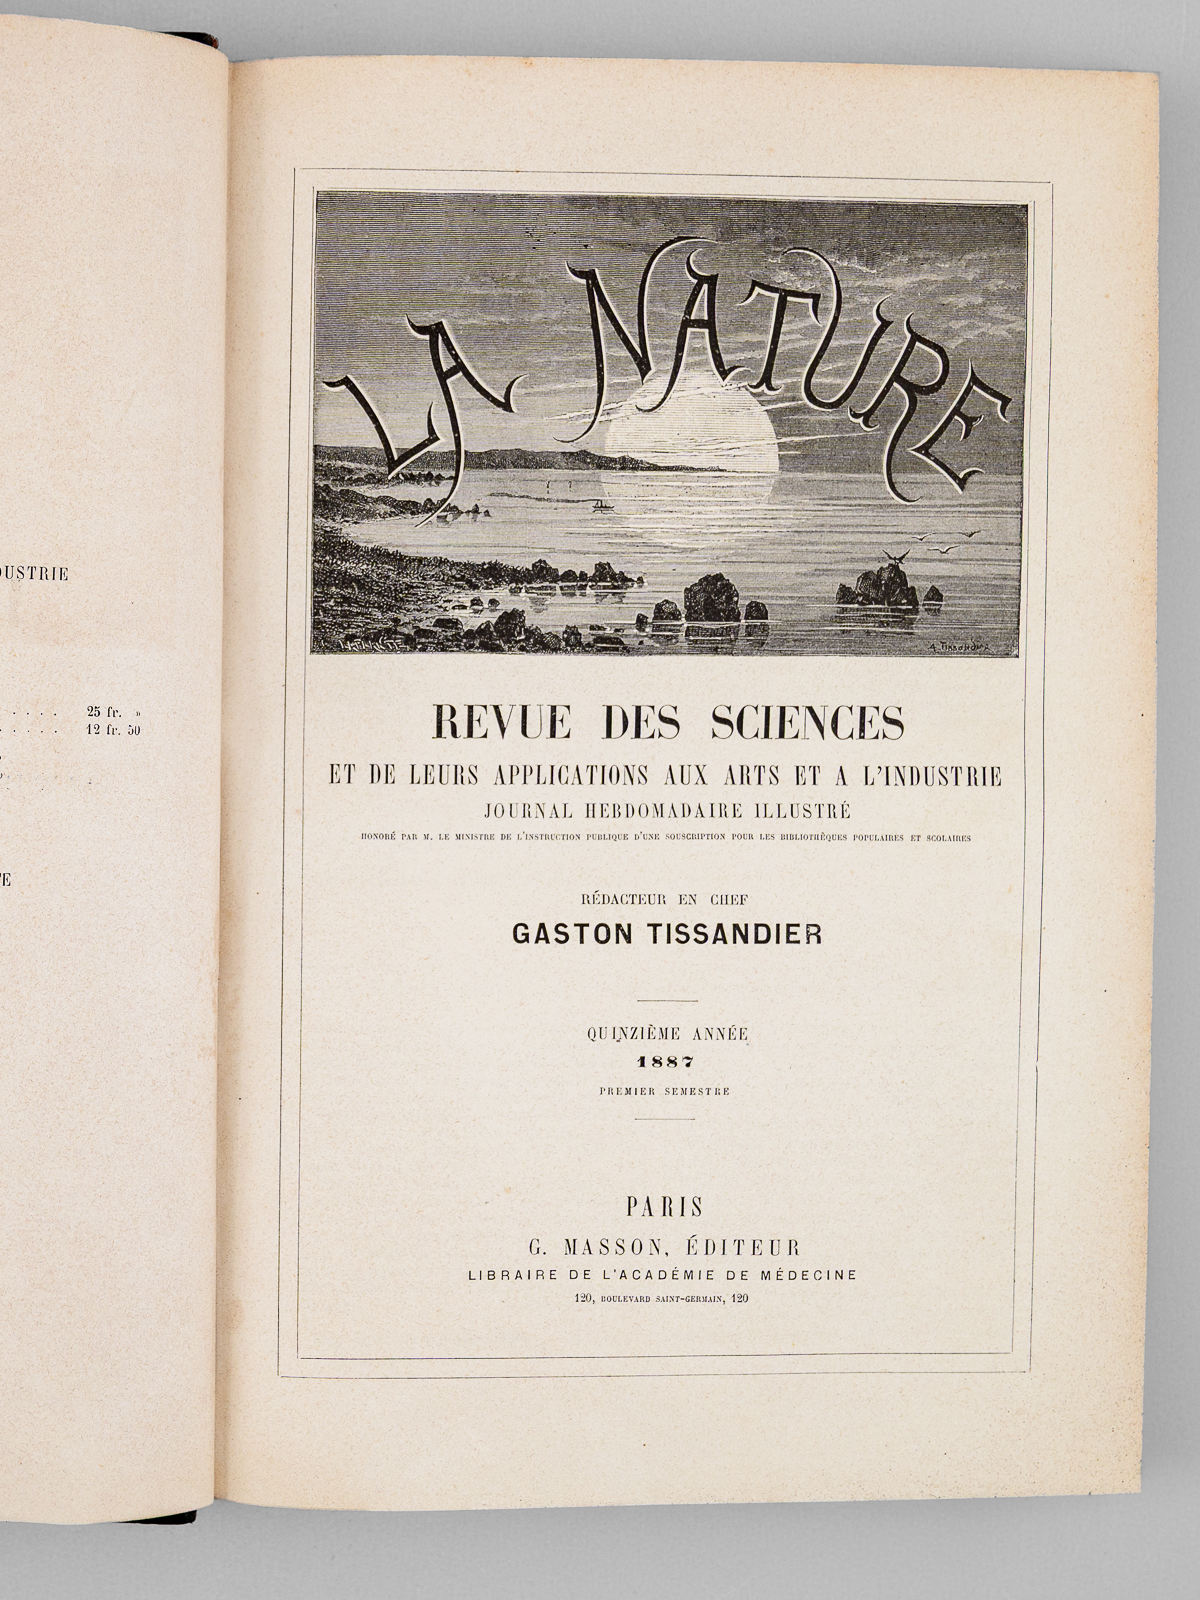 DUSTRIE
25 fr. »
12 fr. 50
TE
LA NATURE
A. TISSANDIER
REVUE DES SCIENCES
ET DE LEURS APPLICATIONS AUX ARTS ET A L'INDUSTRIE
JOURNAL HEBDOMADAIRE ILLUSTRÉ
HONORÉ PAR M. LE MINISTRE DE L'INSTRUCTION PUBLIQUE D'UNE SOUSCRIPTION POUR LES BIBLIOTHÈQUES POPULAIRES ET SCOLAIRES
RÉDACTEUR EN CHEF
GASTON TISSANDIER
QUINZIÈME ANNÉE
1887
PREMIER SEMESTRE
PARIS
G. MASSON, ÉDITEUR
LIBRAIRE DE L'ACADÉMIE DE MÉDECINE
120, BOULEVARD SAINT-GERMAIN, 120